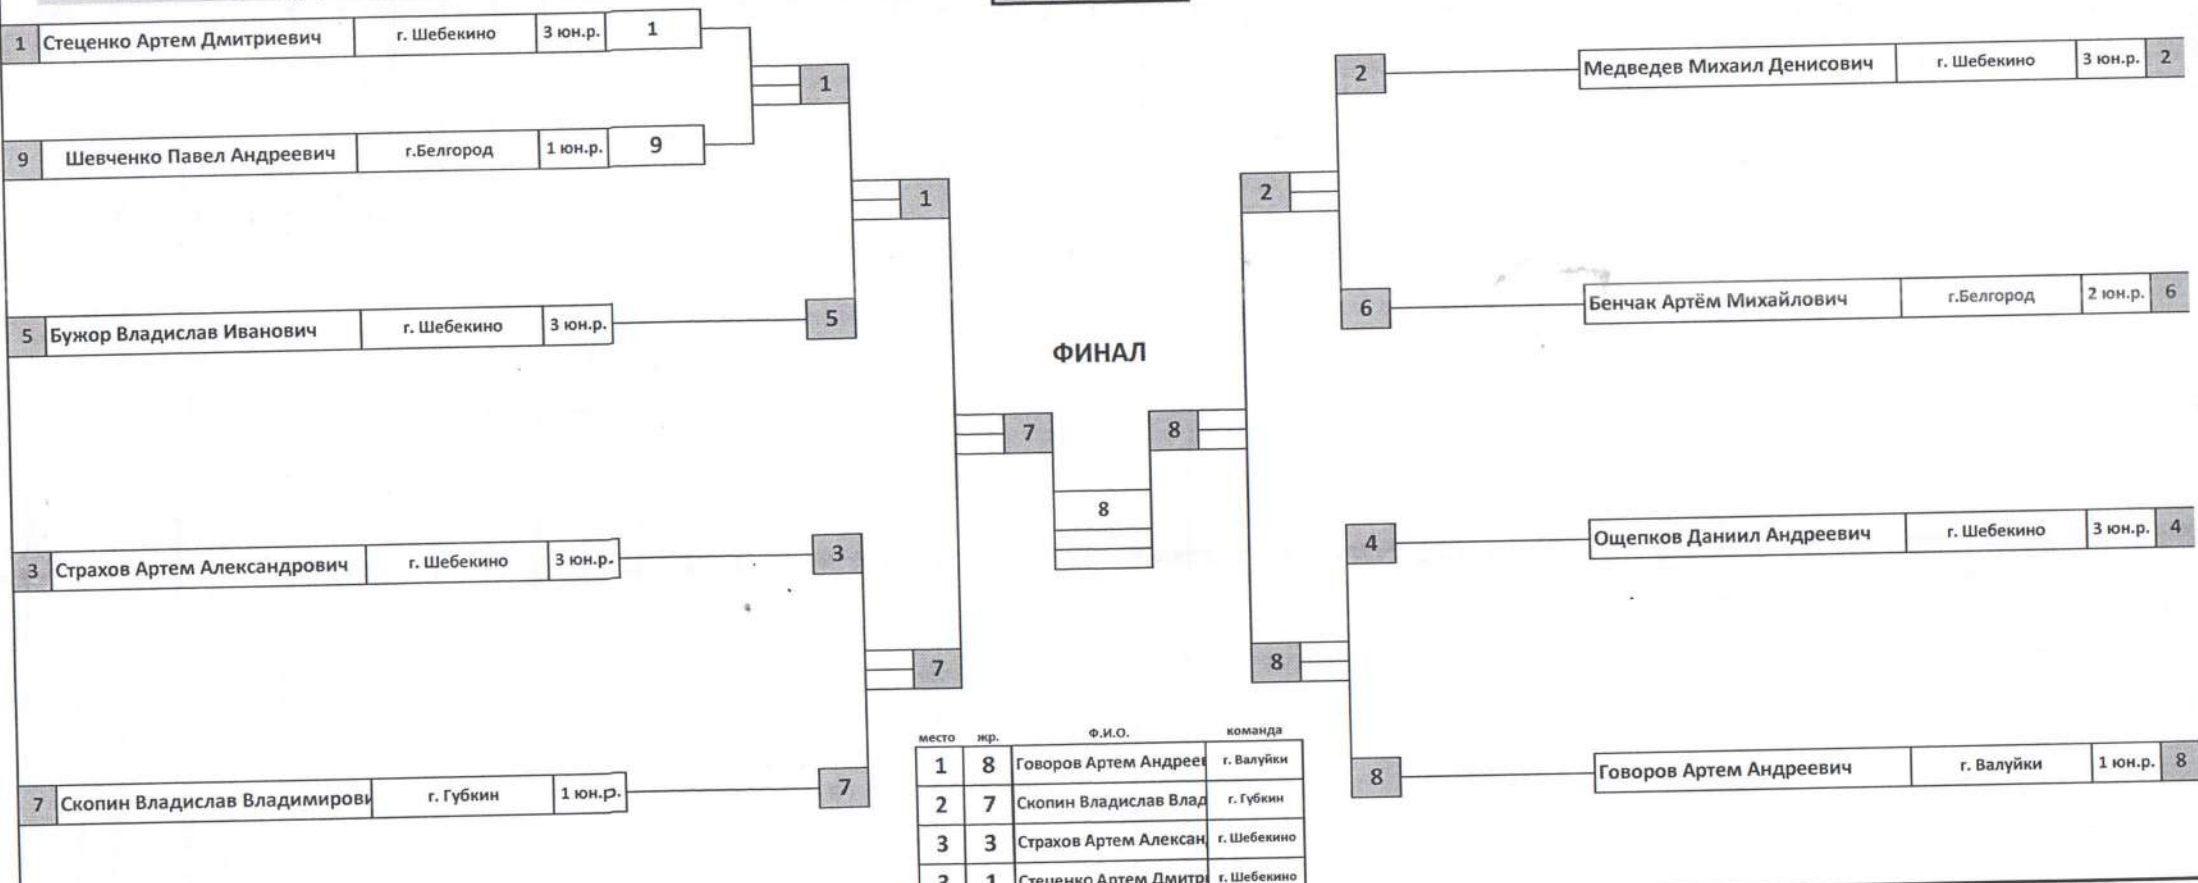 1 Стеценко Артем Дмитриевич г. Шебекино 3 юн.р. 1
1
9 Шевченко Павел Андреевич г.Белгород 1 юн.р. 9
1
5 Бужор Владислав Иванович г. Шебекино 3 юн.р. 5
7
3 Страхов Артем Александрович г. Шебекино 3 юн.р. 3
7
7 Скопин Владислав Владимирови г. Губкин 1 юн.р. 7
ФИНАЛ
8
2 Медведев Михаил Денисович г. Шебекино 3 юн.р. 2
2
6 Бенчак Артём Михайлович г.Белгород 2 юн.р. 6
8
4 Ощепков Даниил Андреевич г. Шебекино 3 юн.р. 4
8
8 Говоров Артем Андреевич г. Валуйки 1 юн.р. 8
место жр. Ф.И.О. команда
1 8 Говоров Артем Андрее г. Валуйки
2 7 Скопин Владислав Влад г. Губкин
3 3 Страхов Артем Алексан г. Шебекино
3 1 Стеценко Артем Дмитр г. Шебекино